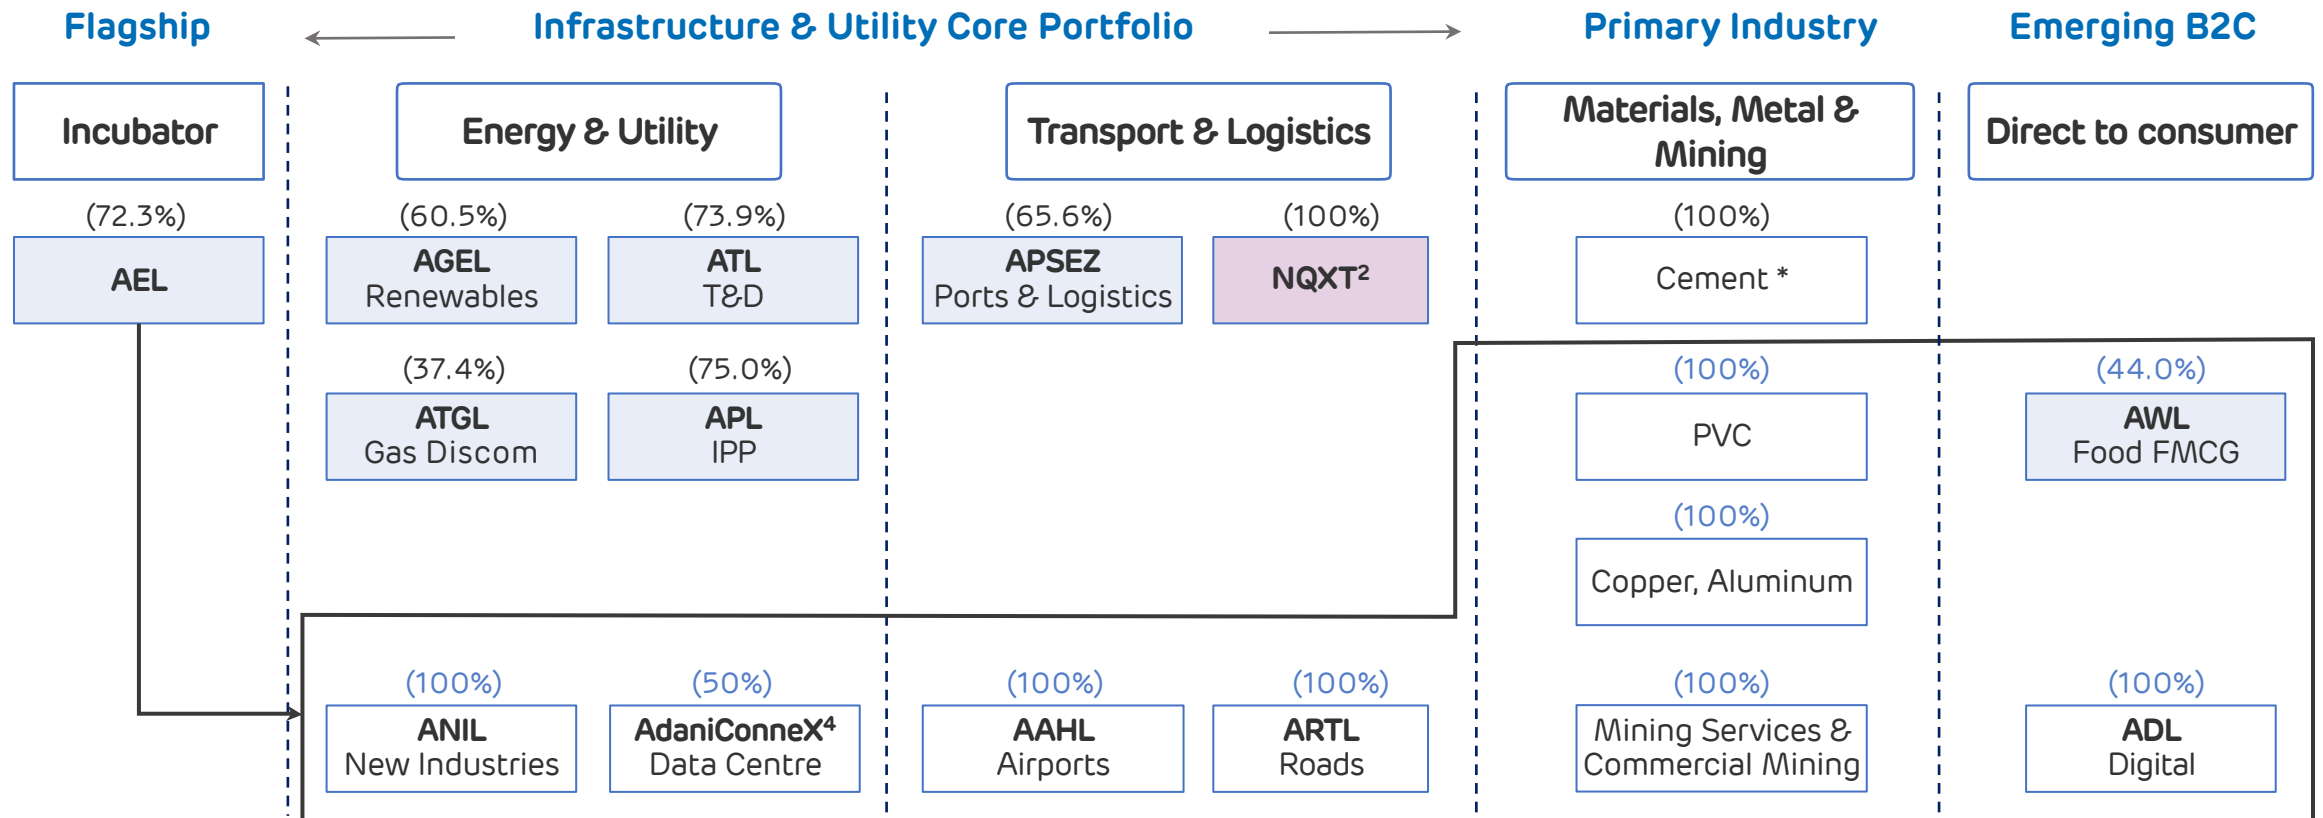 Flagship
Infrastructure & Utility Core Portfolio
Primary Industry
Emerging B2C
Incubator
Energy & Utility
Transport & Logistics
Materials, Metal &
Mining
Direct to consumer
(72.3%)
(60.5%)
(73.9%)
(65.6%)
(100%)
(100%)
AEL
AGEL
Renewables
ATL
T&D
APSEZ
Ports & Logistics
NQXT²
Cement *
(37.4%)
(75.0%)
(100%)
(44.0%)
ATGL
Gas Discom
APL
IPP
PVC
AWL
Food FMCG
(100%)
Copper, Aluminum
(100%)
(50%)
(100%)
(100%)
(100%)
(100%)
ANIL
New Industries
AdaniConneX⁴
Data Centre
AAHL
Airports
ARTL
Roads
Mining Services &
Commercial Mining
ADL
Digital